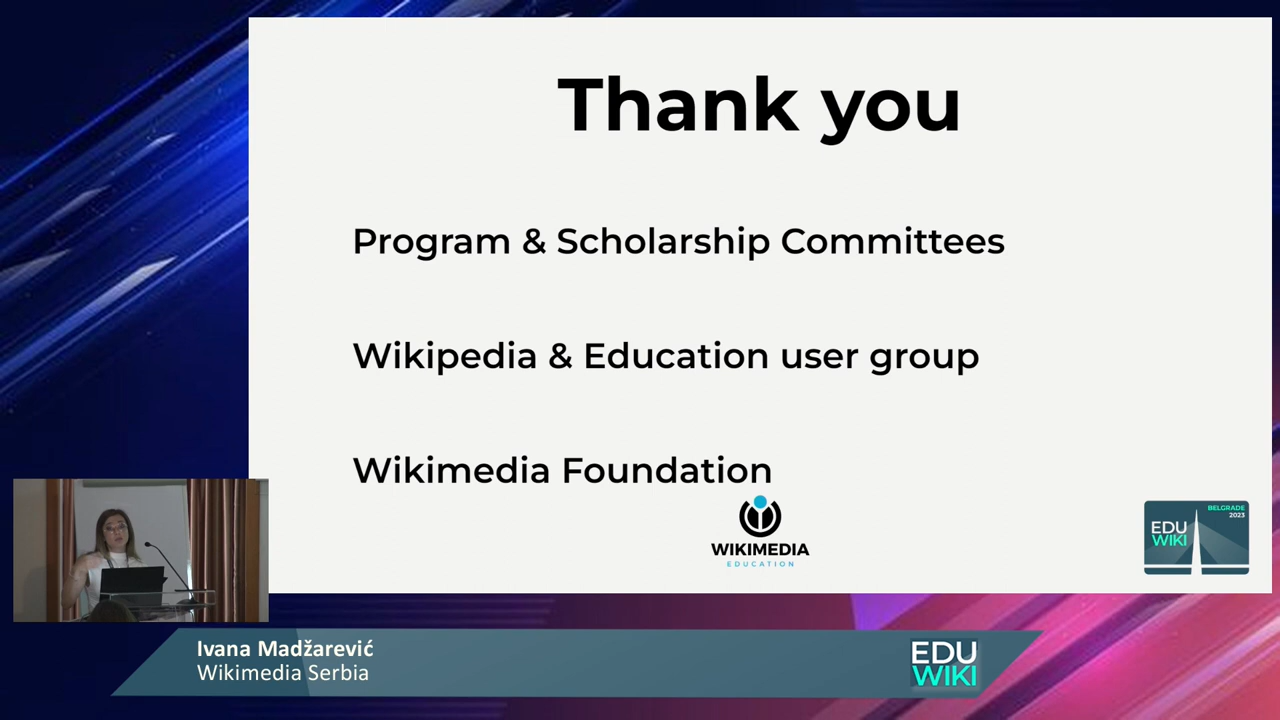 Thank you
Program & Scholarship Committees
Wikipedia & Education user group
Wikimedia Foundation
WIKIMEDIA
EDUCATION
BELGRADE
2023
EDU
WIKI
Ivana Madžarević
Wikimedia Serbia
EDU
WIKI